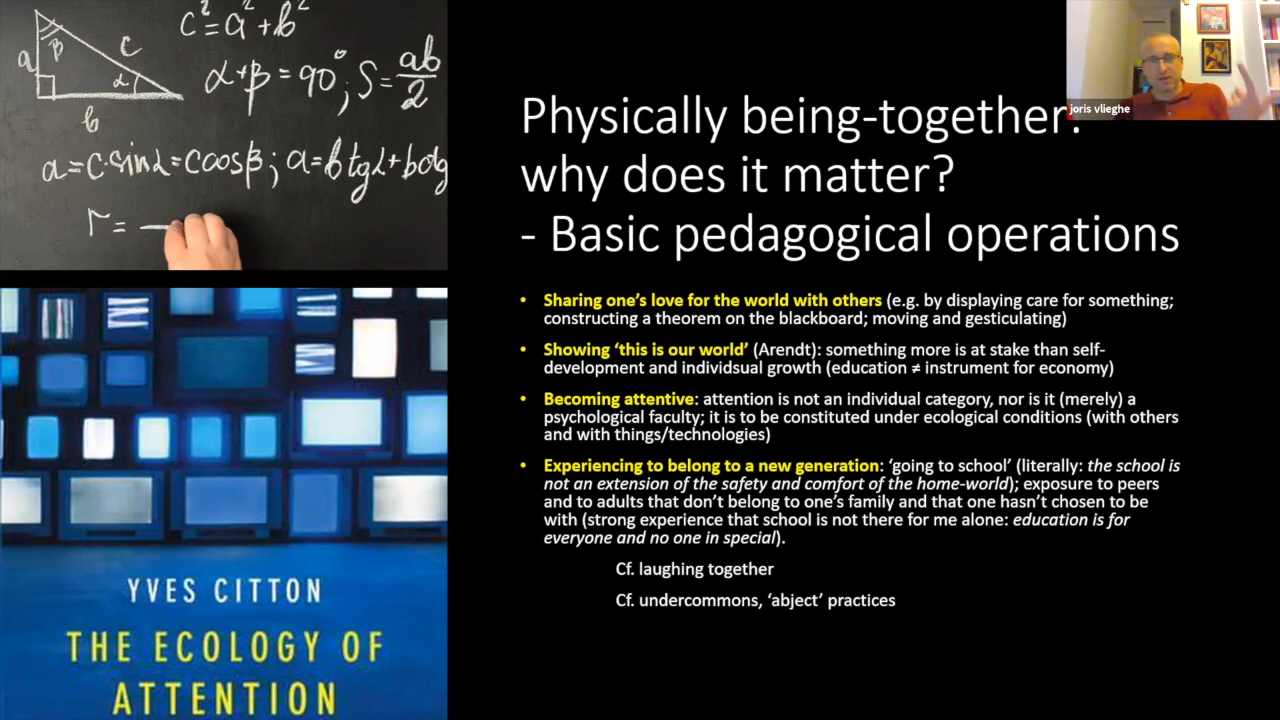 c²=a²+b²
a
β
c
α
b
α+β=90°; S=ab/2
a=c·sinα=cosβ; a=b tgα+b
r=
YVES CITTON
THE ECOLOGY OF
ATTENTION
joris vlieghe
Physically being-together:
why does it matter?
- Basic pedagogical operations
• Sharing one's love for the world with others (e.g. by displaying care for something;
constructing a theorem on the blackboard; moving and gesticulating)
• Showing 'this is our world' (Arendt): something more is at stake than self-
development and individsual growth (education ≠ instrument for economy)
• Becoming attentive: attention is not an individual category, nor is it (merely) a
psychological faculty; it is to be constituted under ecological conditions (with others
and with things/technologies)
• Experiencing to belong to a new generation: 'going to school' (literally: the school is
not an extension of the safety and comfort of the home-world); exposure to peers
and to adults that don't belong to one's family and that one hasn't chosen to be
with (strong experience that school is not there for me alone: education is for
everyone and no one in special).
Cf. laughing together
Cf. undercommons, 'abject' practices